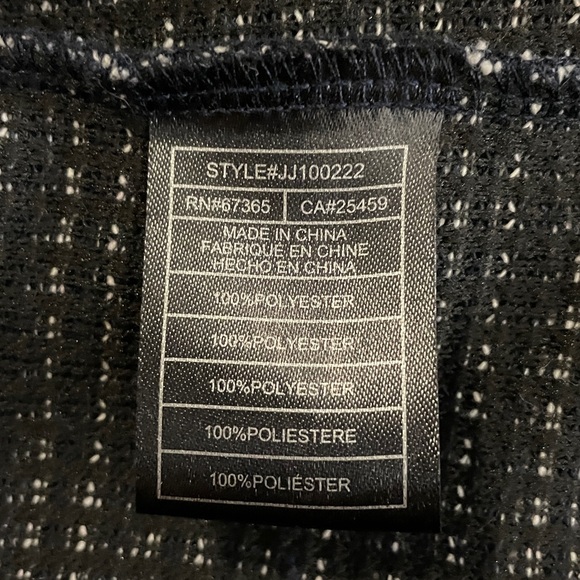 STYLE#JJ100222
RN#67365 CA#25459
MADE IN CHINA
FABRIQUE EN CHINE
HECHO EN CHINA
100%POLYESTER
100%POLYESTER
100%POLYESTER
100%POLIESTERE
100%POLIÉSTER